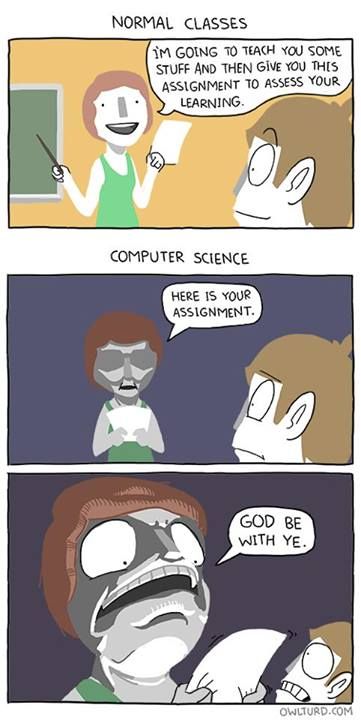 NORMAL CLASSES
I'M GOING TO TEACH YOU SOME
STUFF AND THEN GIVE YOU THIS
ASSIGNMENT TO ASSESS YOUR
LEARNING.
COMPUTER SCIENCE
HERE IS YOUR
ASSIGNMENT.
GOD BE
WITH YE.
OWLTURD.COM